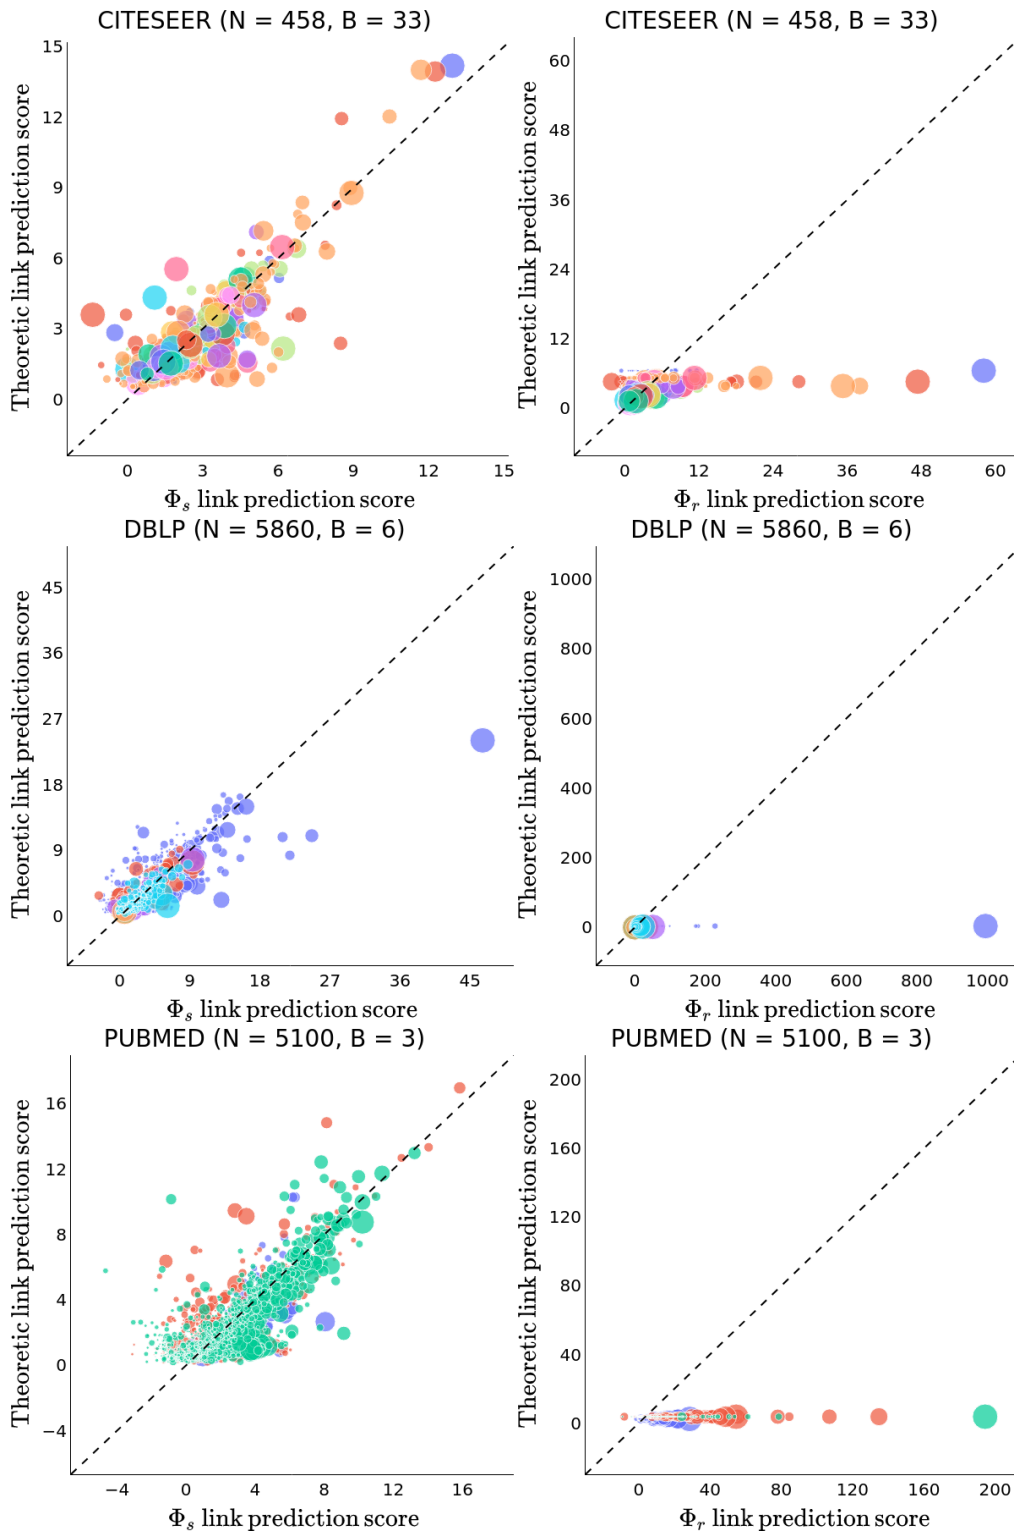 CITESEER (N = 458, B = 33)
Theoretic link prediction score
15
12
9
6
3
0
0 3 6 9 12 15
Φs link prediction score
CITESEER (N = 458, B = 33)
Theoretic link prediction score
60
48
36
24
12
0
0 12 24 36 48 60
Φr link prediction score
DBLP (N = 5860, B = 6)
Theoretic link prediction score
45
36
27
18
9
0
0 9 18 27 36 45
Φs link prediction score
DBLP (N = 5860, B = 6)
Theoretic link prediction score
1000
800
600
400
200
0
0 200 400 600 800 1000
Φr link prediction score
PUBMED (N = 5100, B = 3)
Theoretic link prediction score
16
12
8
4
0
−4
−4 0 4 8 12 16
Φs link prediction score
PUBMED (N = 5100, B = 3)
Theoretic link prediction score
200
160
120
80
40
0
0 40 80 120 160 200
Φr link prediction score